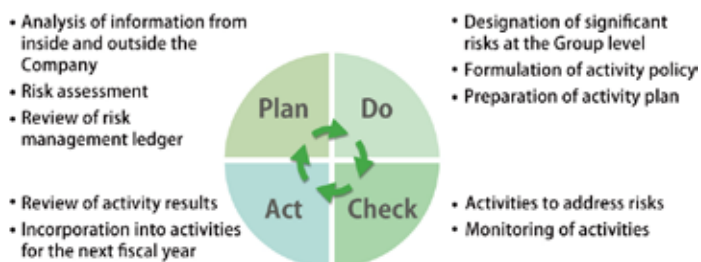 • Analysis of information from
inside and outside the
Company
• Risk assessment
• Review of risk
management ledger
• Designation of significant
risks at the Group level
• Formulation of activity policy
• Preparation of activity plan
Plan
Do
Act
Check
• Review of activity results
• Incorporation into activities
for the next fiscal year
• Activities to address risks
• Monitoring of activities